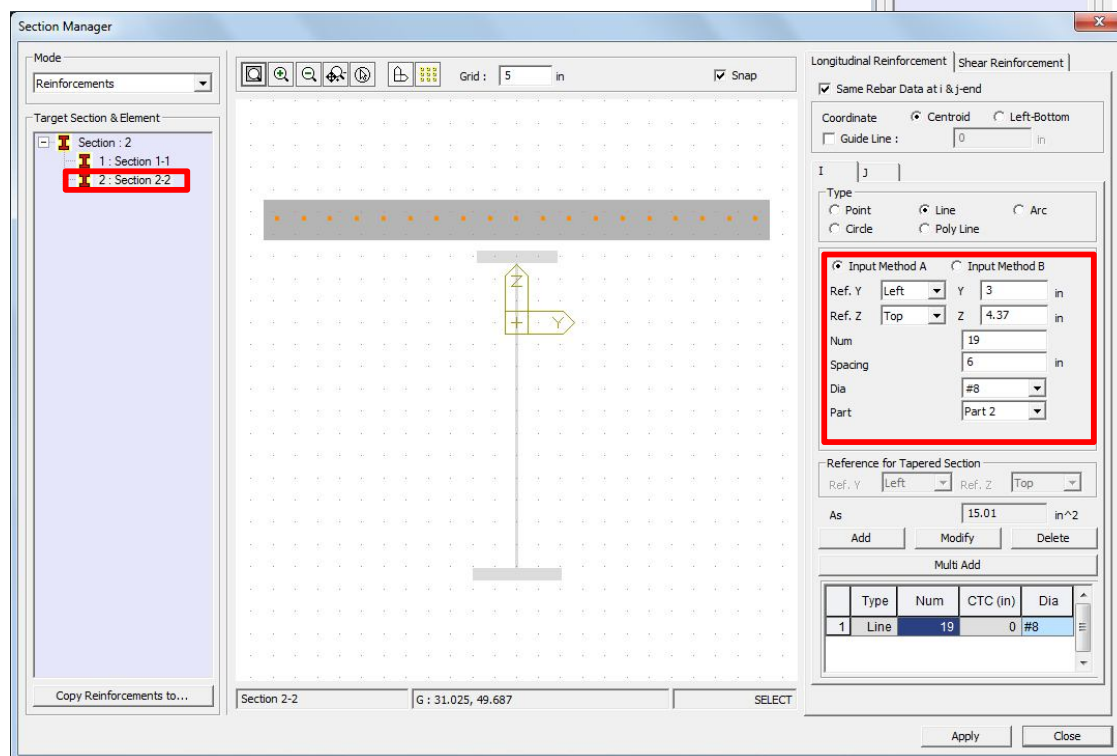 Section Manager
x
Mode
Reinforcements
Target Section & Element
Section : 2
1 : Section 1-1
2 : Section 2-2
Copy Reinforcements to...
Grid : 5 in
Snap
Z
Y
Section 2-2
G : 31.025, 49.687
SELECT
Longitudinal Reinforcement
Shear Reinforcement
Same Rebar Data at i & j-end
Coordinate Centroid Left-Bottom
Guide Line : 0 in
I J
Type
Point Line Arc
Circle Poly Line
Input Method A Input Method B
Ref. Y Left Y 3 in
Ref. Z Top Z 4.37 in
Num 19
Spacing 6 in
Dia #8
Part Part 2
Reference for Tapered Section
Ref. Y Left Ref. Z Top
As 15.01 in^2
Add Modify Delete
Multi Add
Type Num CTC (in) Dia
1 Line 19 0 #8
Apply Close